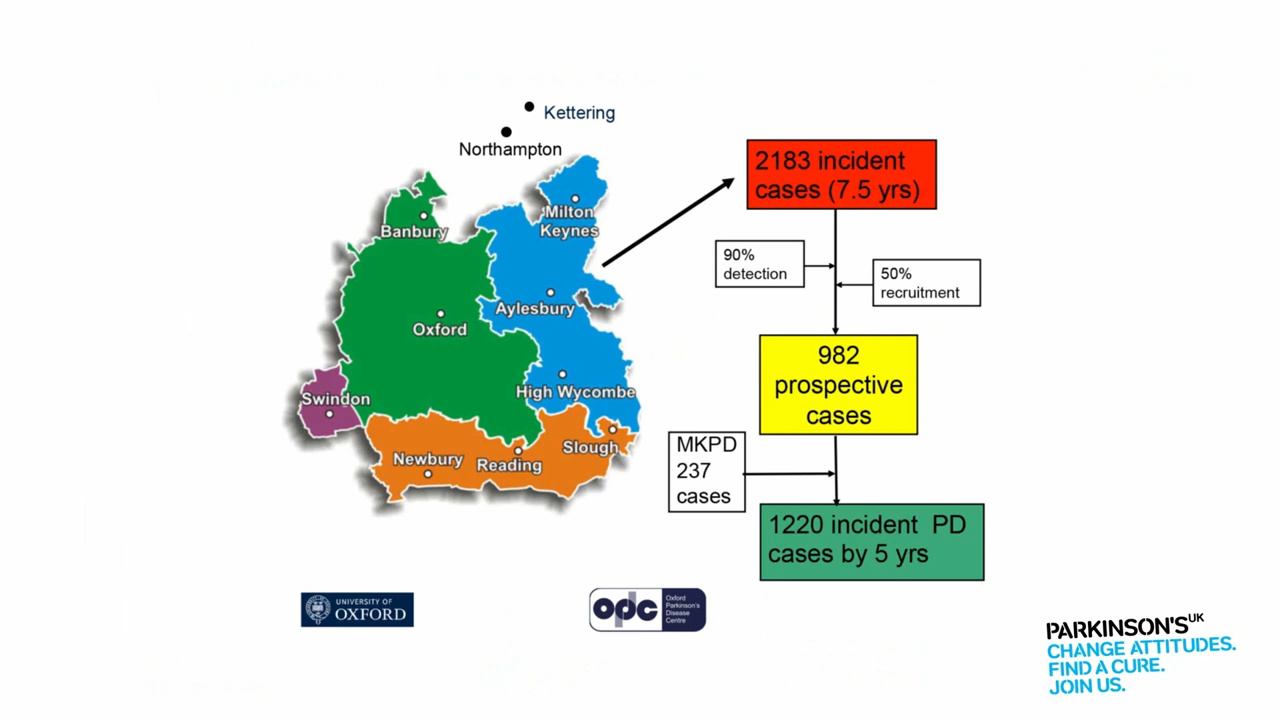 Kettering
Northampton
Milton
Keynes
Banbury
Aylesbury
Oxford
High Wycombe
Swindon
Slough
Newbury
Reading
2183 incident
cases (7.5 yrs)
90%
detection
50%
recruitment
982
prospective
cases
MKPD
237
cases
1220 incident PD
cases by 5 yrs
UNIVERSITY OF
OXFORD
opdc
Oxford
Parkinson's
Disease
Centre
PARKINSON'S UK
CHANGE ATTITUDES.
FIND A CURE.
JOIN US.